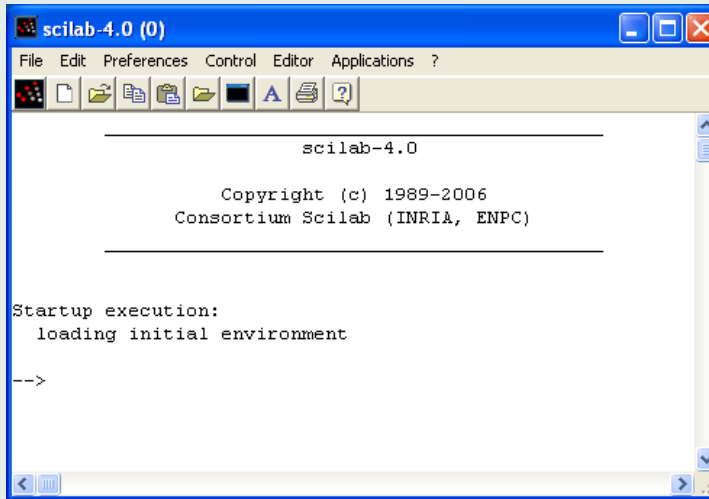 scilab-4.0 (0)
File Edit Preferences Control Editor Applications ?
A ?
scilab-4.0
Copyright (c) 1989-2006
Consortium Scilab (INRIA, ENPC)
Startup execution:
loading initial environment
-->